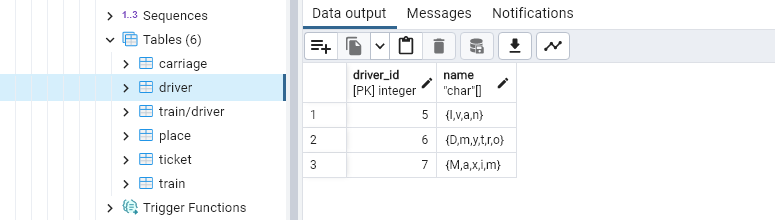 1..3 Sequences
Tables (6)
carriage
driver
train/driver
place
ticket
train
Trigger Functions
Data output Messages Notifications
driver_id name
[PK] integer "char"[]
1 5 {I,v,a,n}
2 6 {D,m,y,t,r,o}
3 7 {M,a,x,i,m}